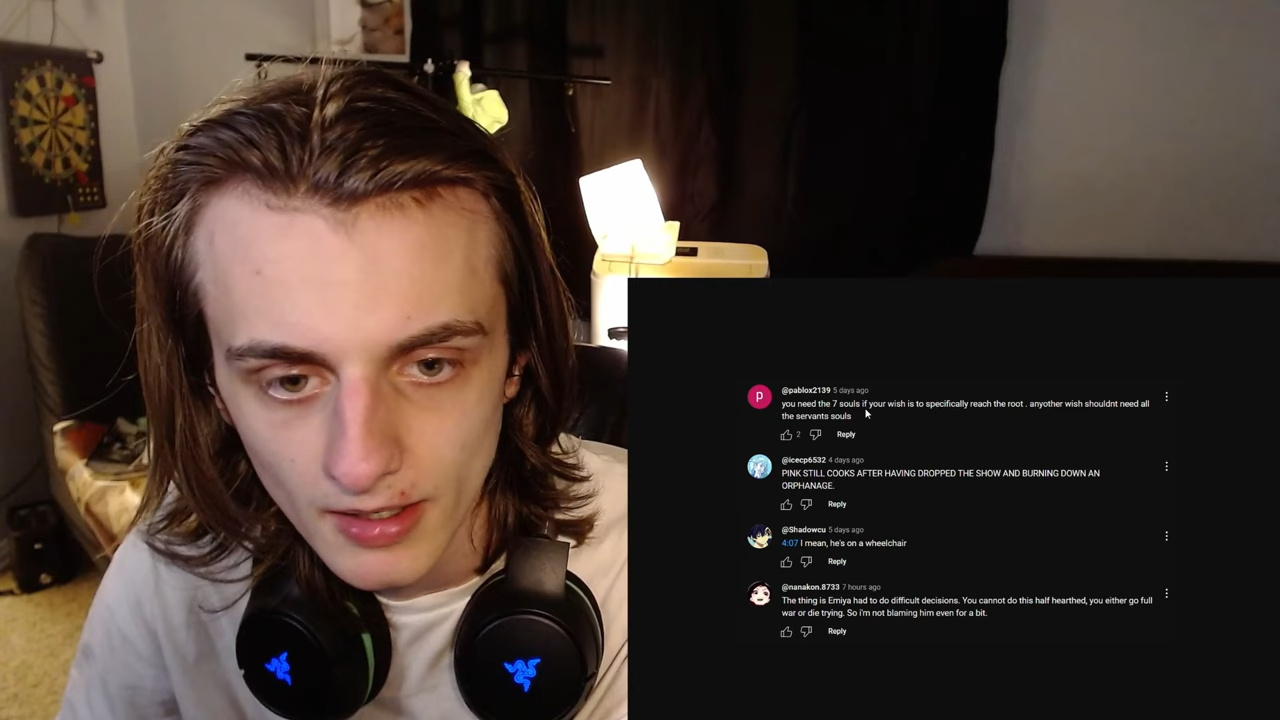 P
@pablox2139 5 days ago
you need the 7 souls if your wish is to specifically reach the root . anyother wish shouldnt need all
the servants souls
2
Reply
@icecp6532 4 days ago
PINK STILL COOKS AFTER HAVING DROPPED THE SHOW AND BURNING DOWN AN
ORPHANAGE.
Reply
@Shadowcu 5 days ago
4:07 I mean, he's on a wheelchair
Reply
@nanakon.8733 7 hours ago
The thing is Emiya had to do difficult decisions. You cannot do this half hearthed, you either go full
war or die trying. So i'm not blaming him even for a bit.
Reply